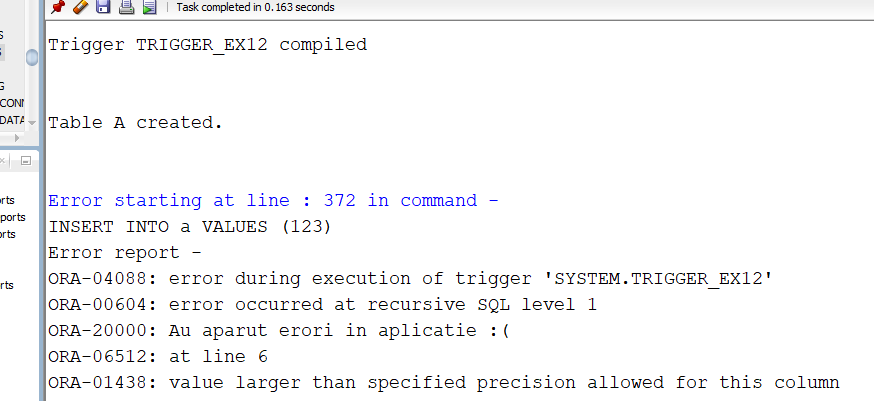 Task completed in 0.163 seconds
Trigger TRIGGER_EX12 compiled
Table A created.
Error starting at line : 372 in command -
INSERT INTO a VALUES (123)
Error report -
ORA-04088: error during execution of trigger 'SYSTEM.TRIGGER_EX12'
ORA-00604: error occurred at recursive SQL level 1
ORA-20000: Au aparut erori in aplicatie :(
ORA-06512: at line 6
ORA-01438: value larger than specified precision allowed for this column
S
S
G
CONN
DATA
rts
ports
orts
rts